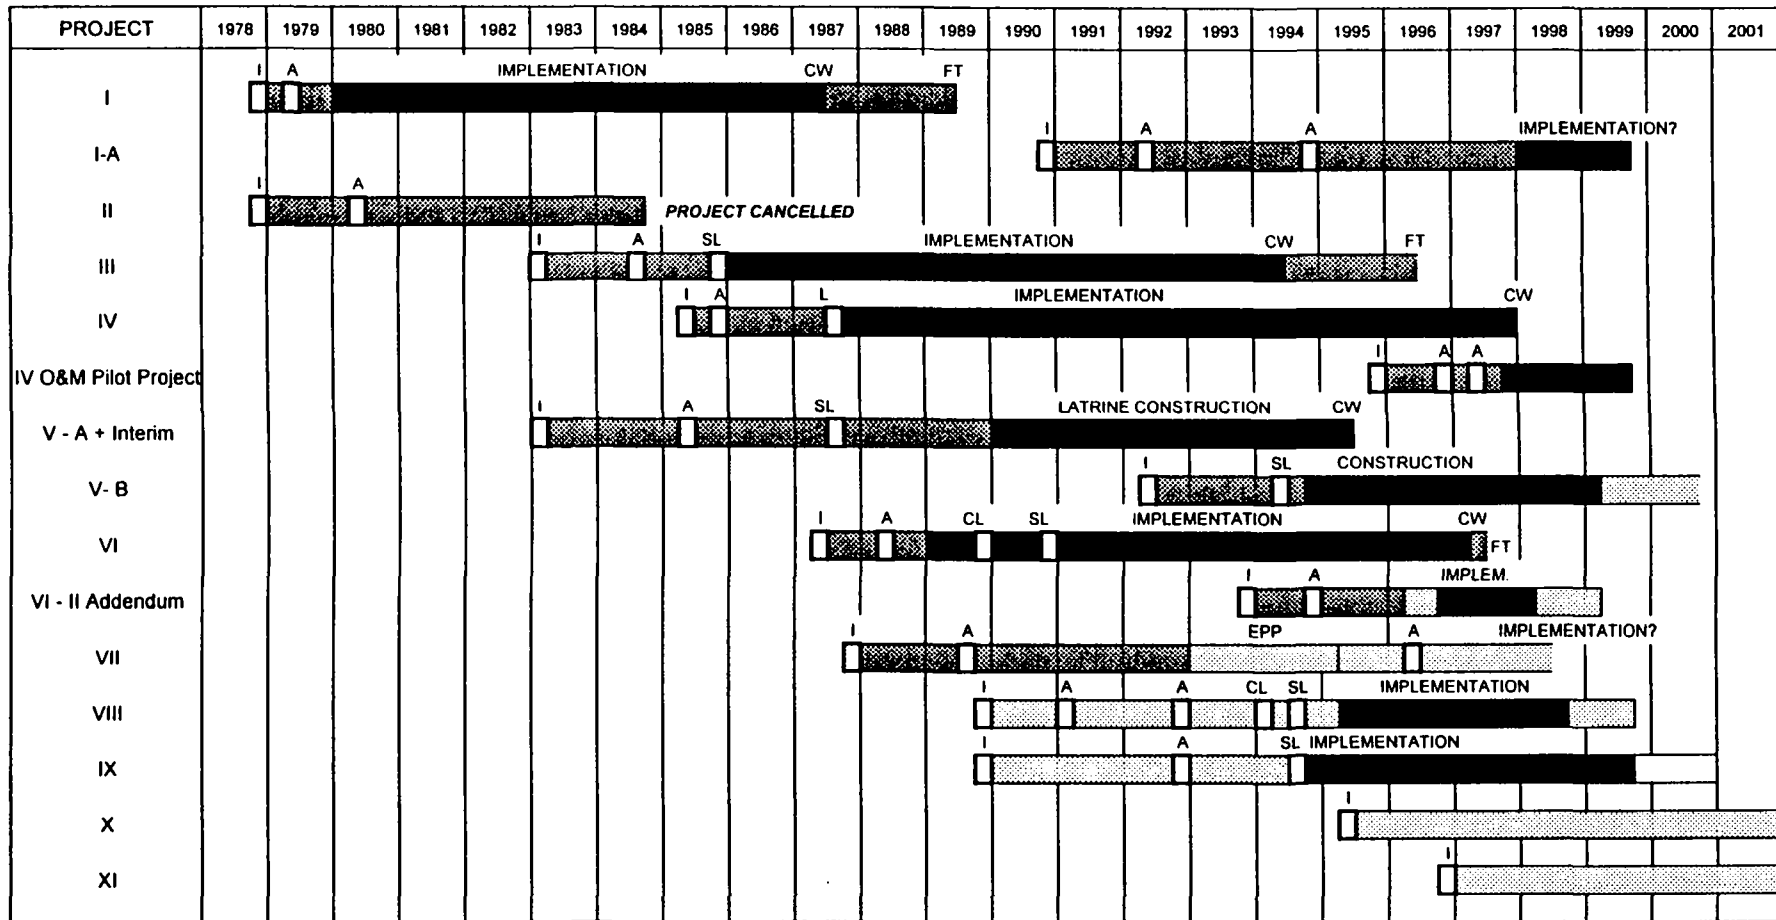 PROJECT 1978 1979 1980 1981 1982 1983 1984 1985 1986 1987 1988 1989 1990 1991 1992 1993 1994 1995 1996 1997 1998 1999 2000 2001
I A IMPLEMENTATION CW FT
I
I A A IMPLEMENTATION?
I-A
I A
II PROJECT CANCELLED
I A SL IMPLEMENTATION CW FT
III
I A L IMPLEMENTATION CW
IV
I A A
IV O&M Pilot Project
I A SL LATRINE CONSTRUCTION CW
V - A + Interim
I SL CONSTRUCTION
V- B
I A CL SL IMPLEMENTATION CW
VI FT
I A IMPLEM.
VI - II Addendum
I A EPP A IMPLEMENTATION?
VII
I A A CL SL IMPLEMENTATION
VIII
I A SL IMPLEMENTATION
IX
I
X
I
XI